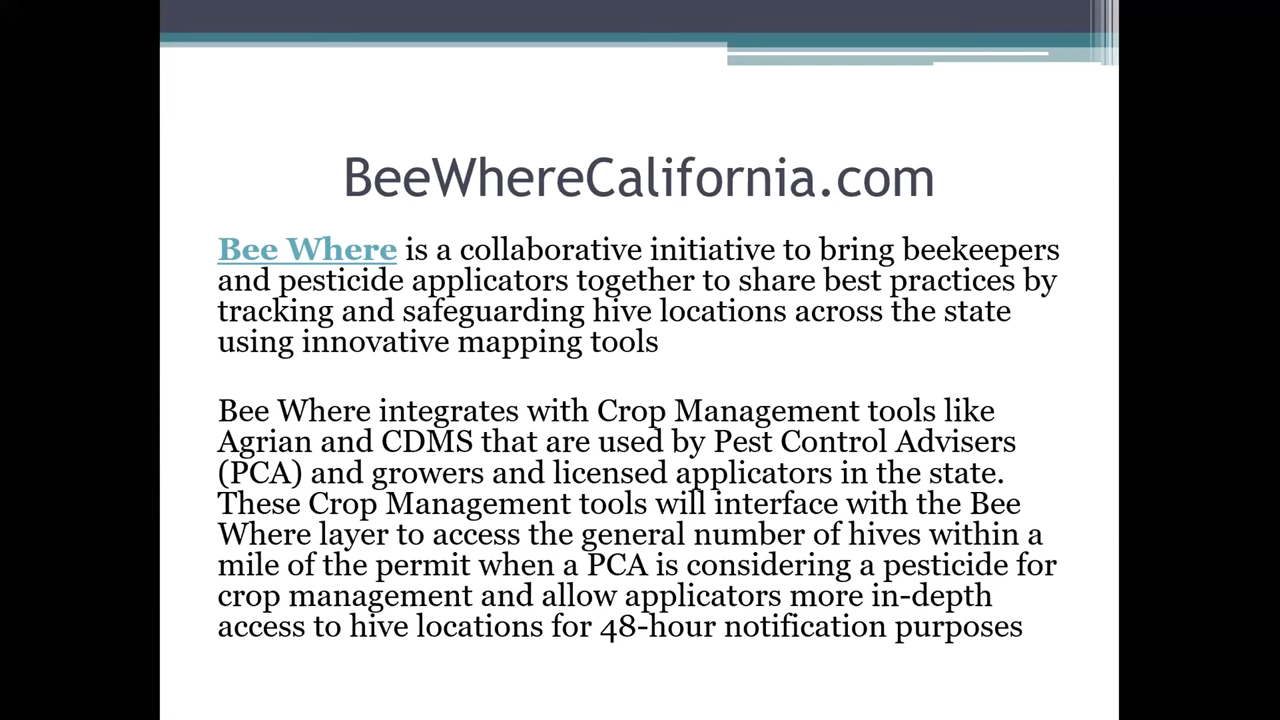 BeeWhereCalifornia.com
Bee Where is a collaborative initiative to bring beekeepers
and pesticide applicators together to share best practices by
tracking and safeguarding hive locations across the state
using innovative mapping tools
Bee Where integrates with Crop Management tools like
Agrian and CDMS that are used by Pest Control Advisers
(PCA) and growers and licensed applicators in the state.
These Crop Management tools will interface with the Bee
Where layer to access the general number of hives within a
mile of the permit when a PCA is considering a pesticide for
crop management and allow applicators more in-depth
access to hive locations for 48-hour notification purposes